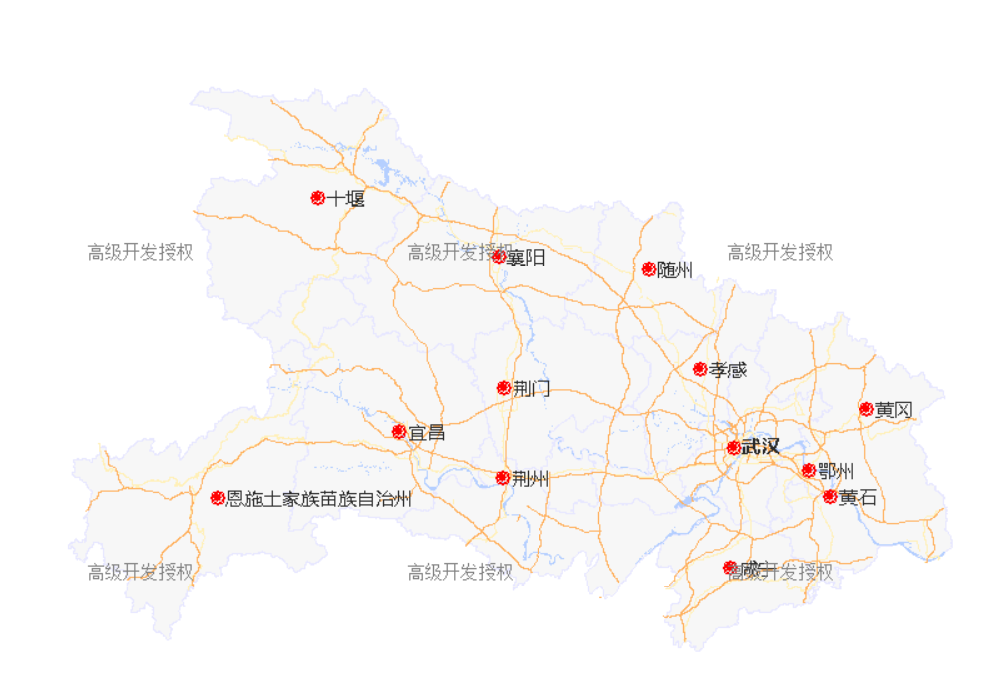 十堰
高级开发授权
高级开发授权
襄阳
高级开发授权
随州
孝感
荆门
黄冈
宜昌
武汉
鄂州
荆州
恩施土家族苗族自治州
黄石
高级开发授权
高级开发授权
咸宁
高级开发授权